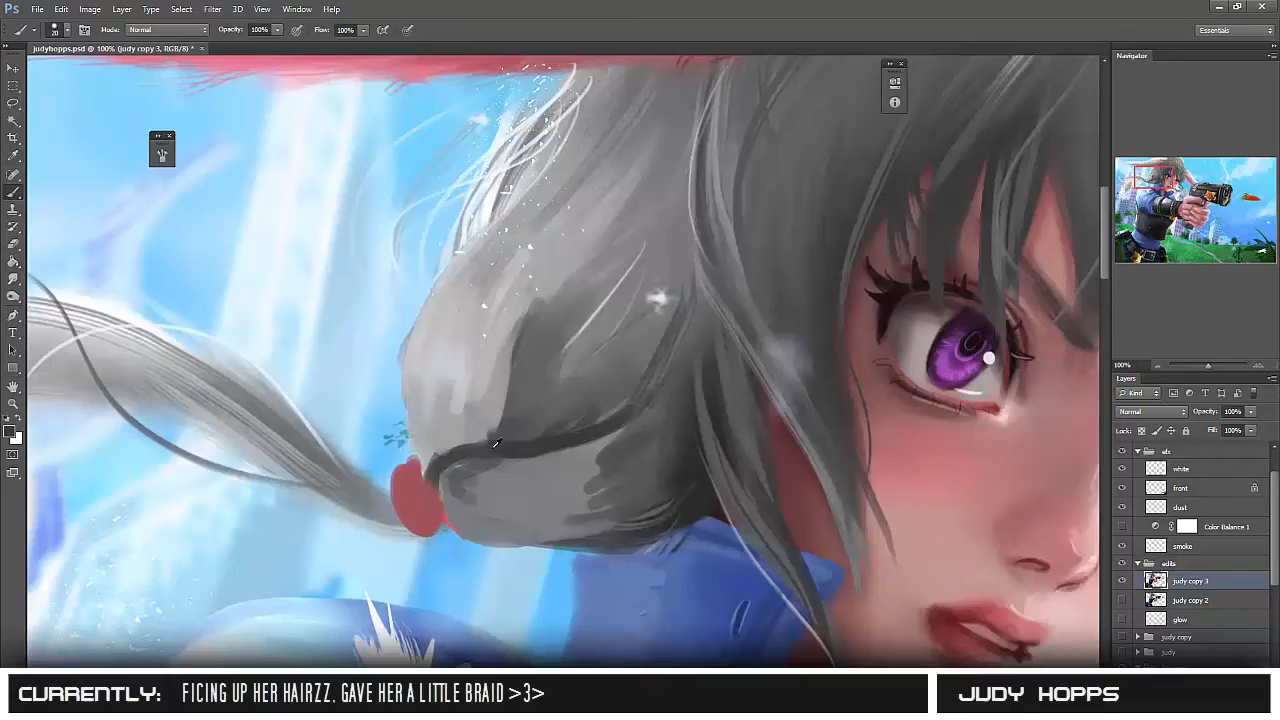 Ps File Edit Image Layer Type Select Filter 3D View Window Help
20 Mode: Normal Opacity: 100% Flow: 100% Essentials
judyhopps.psd @ 100% (judy copy 3, RGB/8) *
Navigator
100%
Layers
Kind
Normal Opacity: 100%
Lock: Fill: 100%
efx
white
front
dust
Color Balance 1
smoke
edits
judy copy 3
judy copy 2
glow
judy copy
judy
CURRENTLY: FICING UP HER HAIRZZ. GAVE HER A LITTLE BRAID >3> JUDY HOPPS